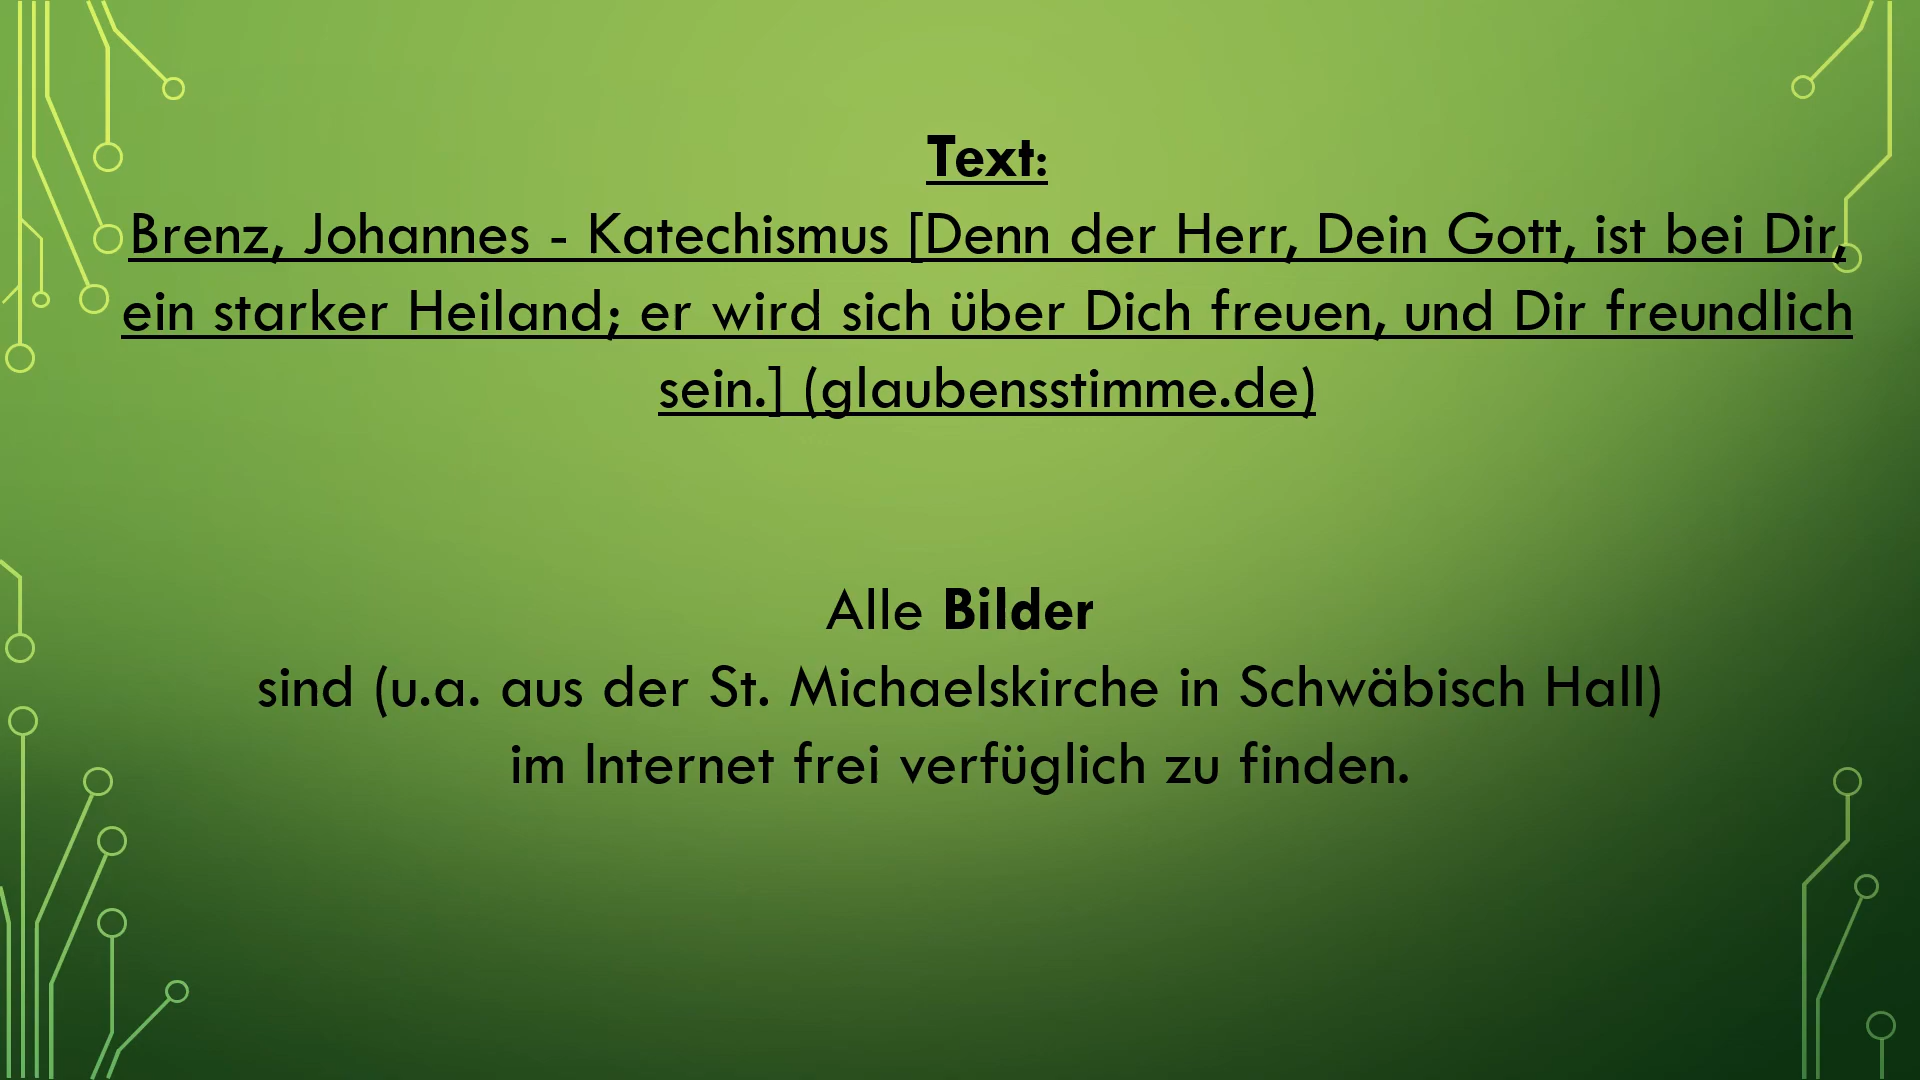 Text:
Brenz, Johannes - Katechismus [Denn der Herr, Dein Gott, ist bei Dir,
ein starker Heiland; er wird sich über Dich freuen, und Dir freundlich
sein.] (glaubensstimme.de)
Alle Bilder
sind (u.a. aus der St. Michaelskirche in Schwäbisch Hall)
im Internet frei verfüglich zu finden.